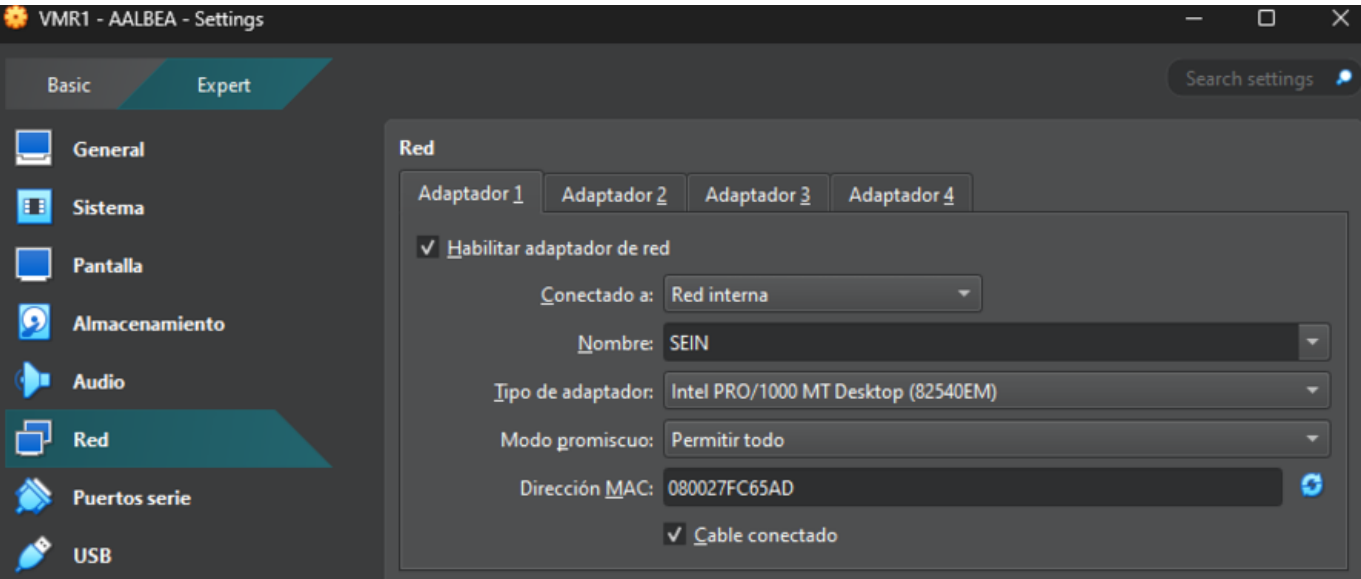 VMR1 - AALBEA - Settings
Basic Expert Search settings
General
Sistema
Pantalla
Almacenamiento
Audio
Red
Puertos serie
USB
Red
Adaptador 1 Adaptador 2 Adaptador 3 Adaptador 4
Habilitar adaptador de red
Conectado a: Red interna
Nombre: SEIN
Tipo de adaptador: Intel PRO/1000 MT Desktop (82540EM)
Modo promiscuo: Permitir todo
Dirección MAC: 080027FC65AD
Cable conectado